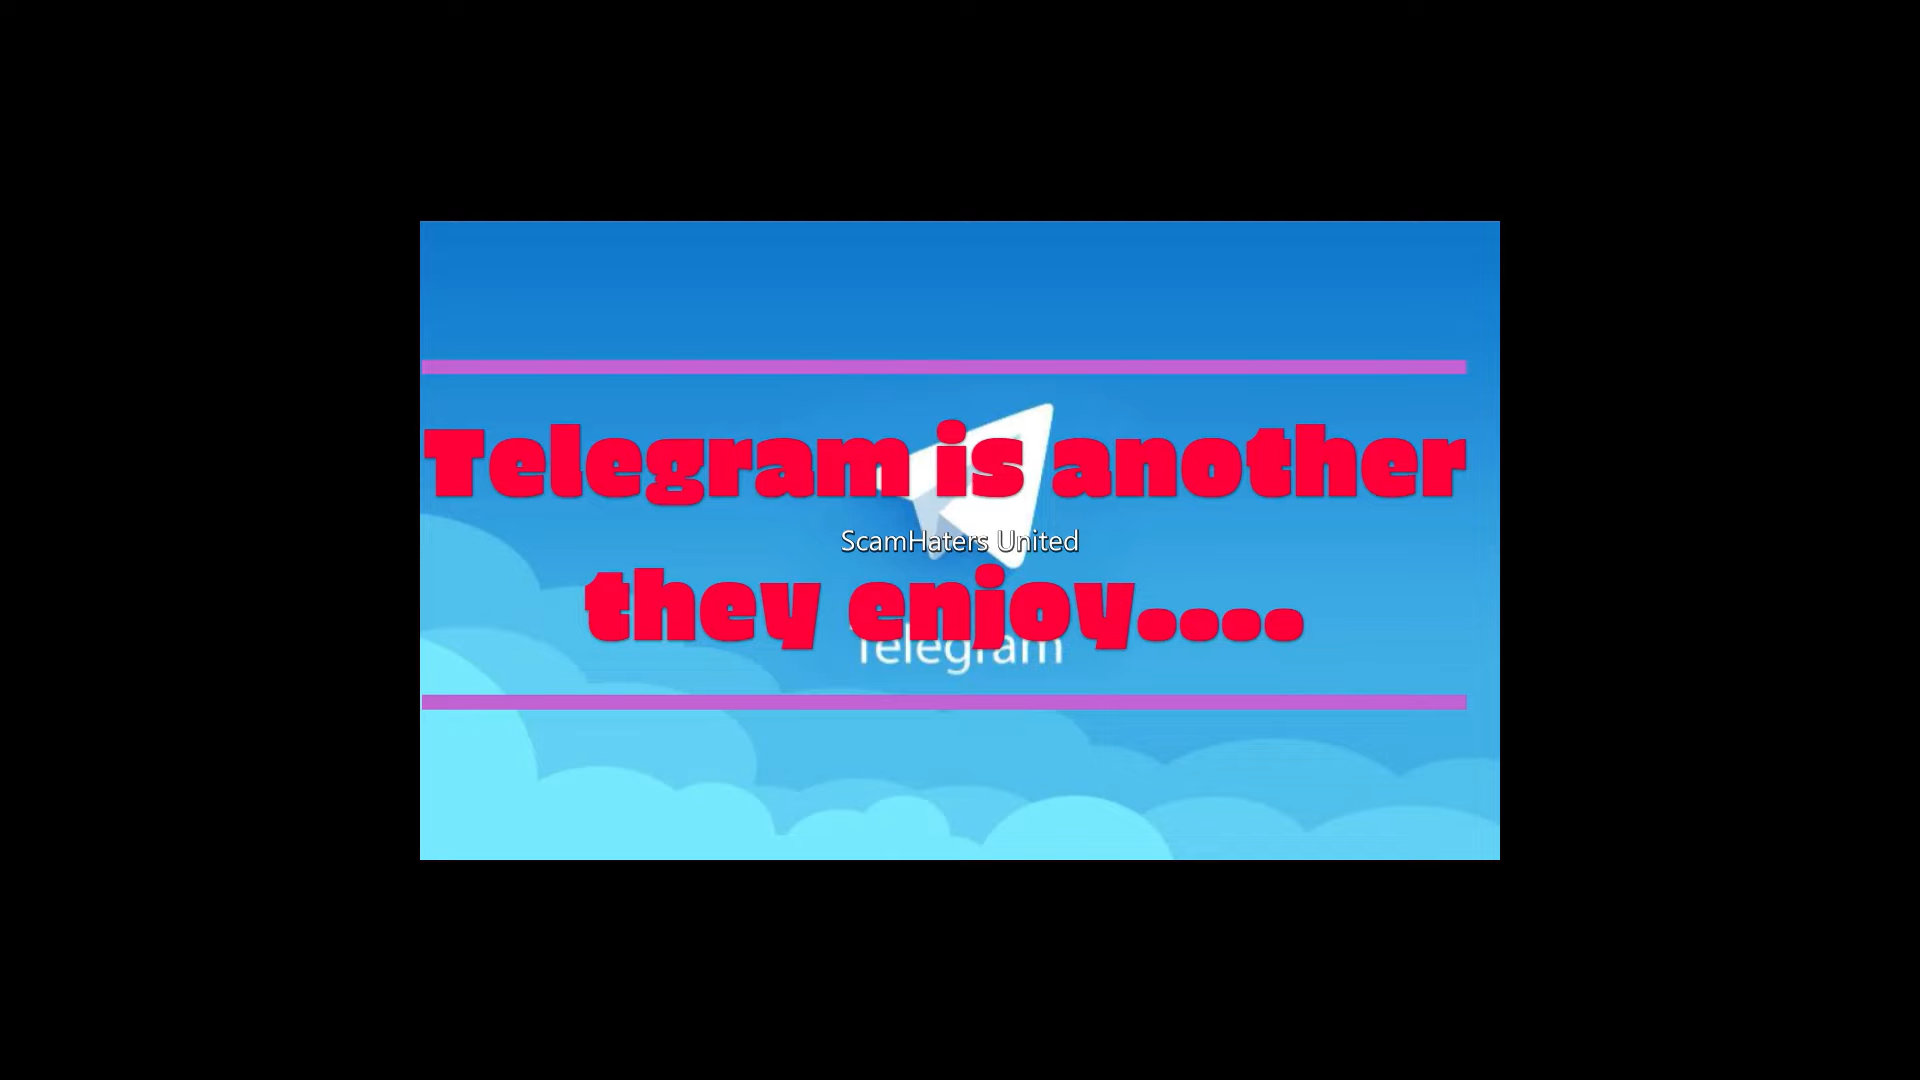 Telegram is another
ScamHaters United
they enjoy....
Telegram